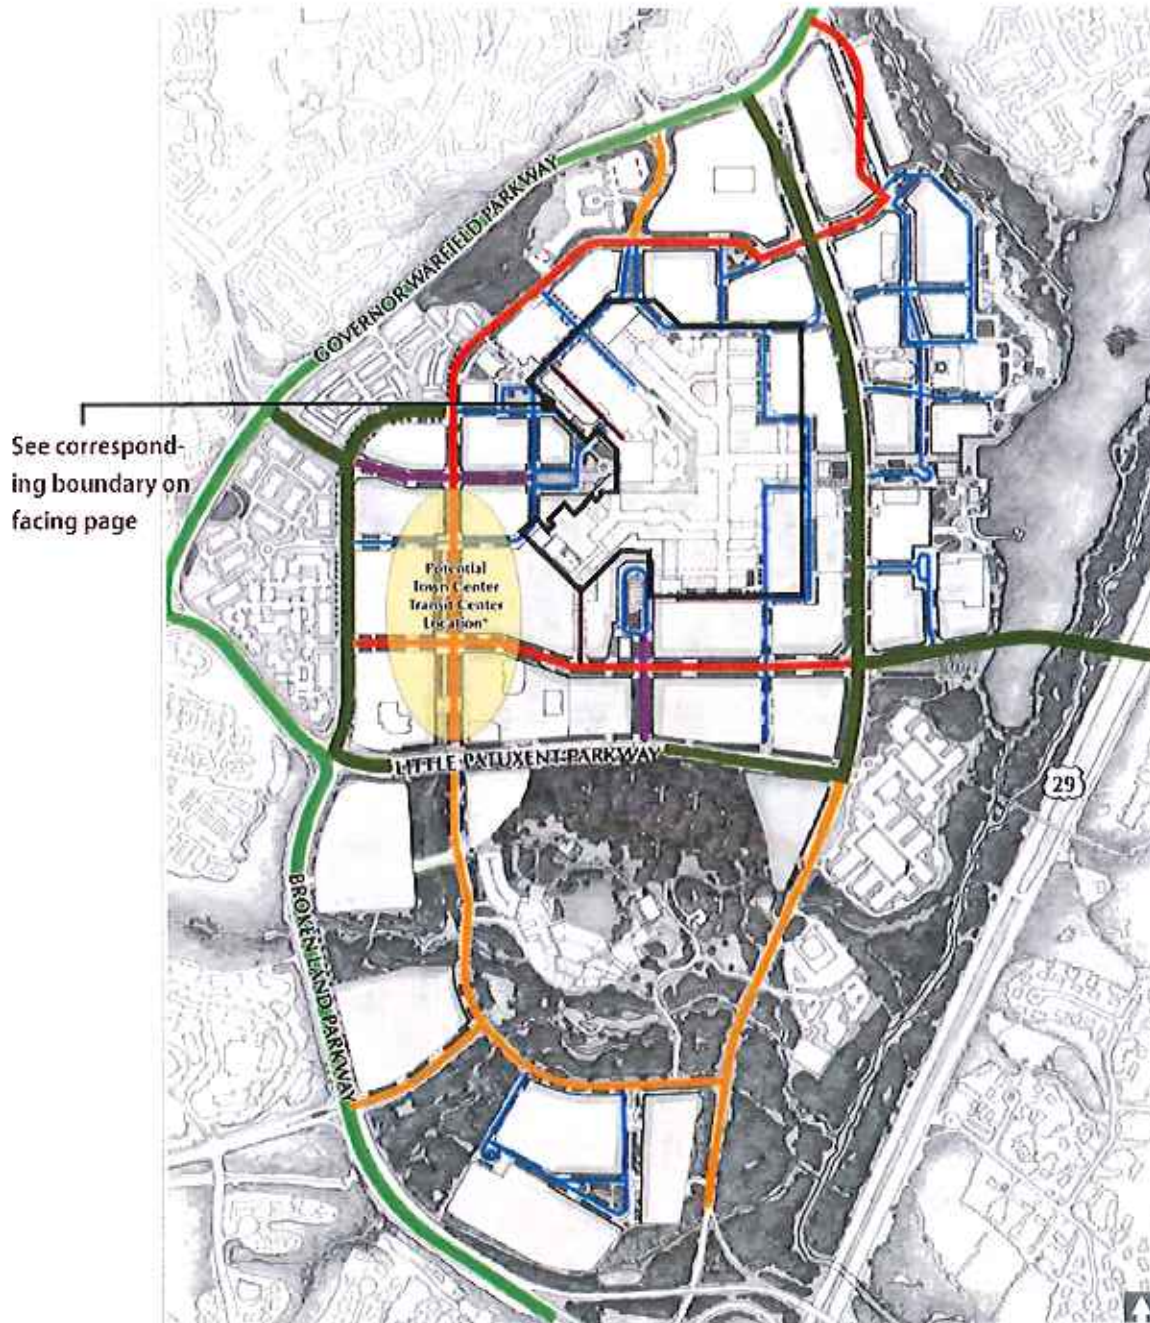 GOVERNOR WARFIELD PARKWAY
See correspond-
ing boundary on
facing page
Potential
Town Center
Transit Center
Location*
LITTLE PATUXENT PARKWAY
29
BROKEN LAND PARKWAY